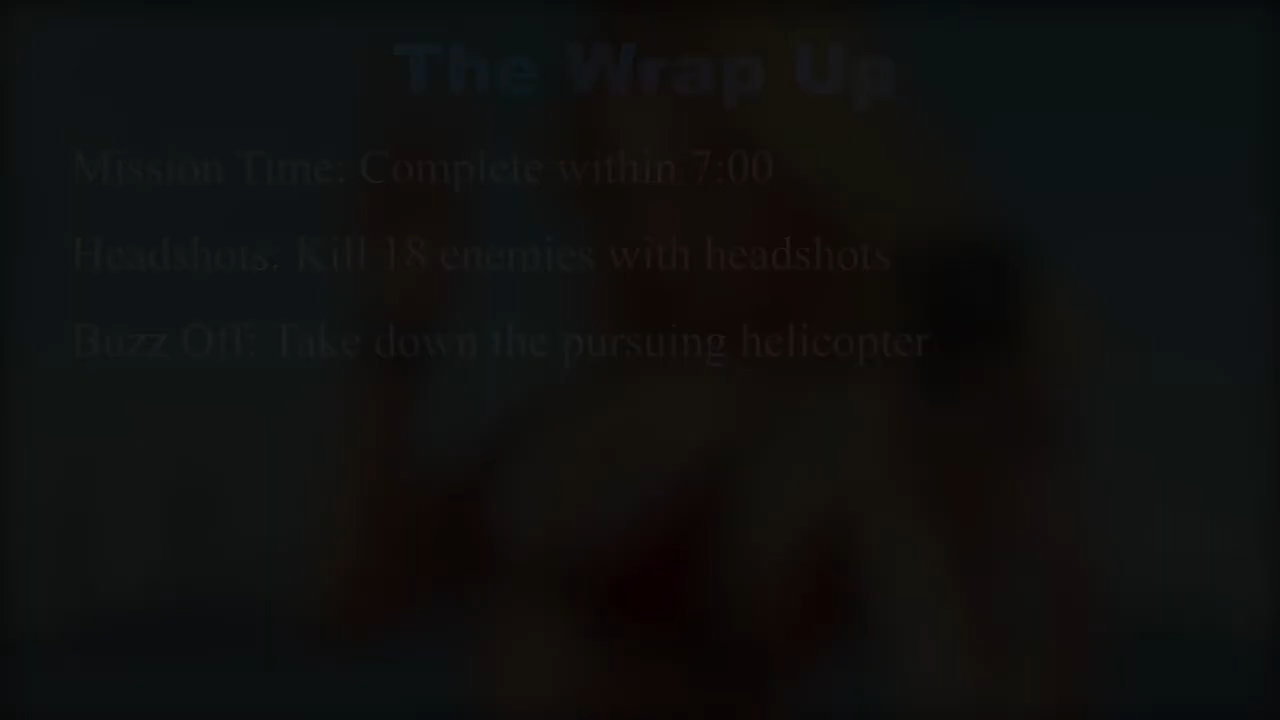 The Wrap Up
Mission Time: Complete within 7:00
Headshots: Kill 18 enemies with headshots
Buzz Off: Take down the pursuing helicopter